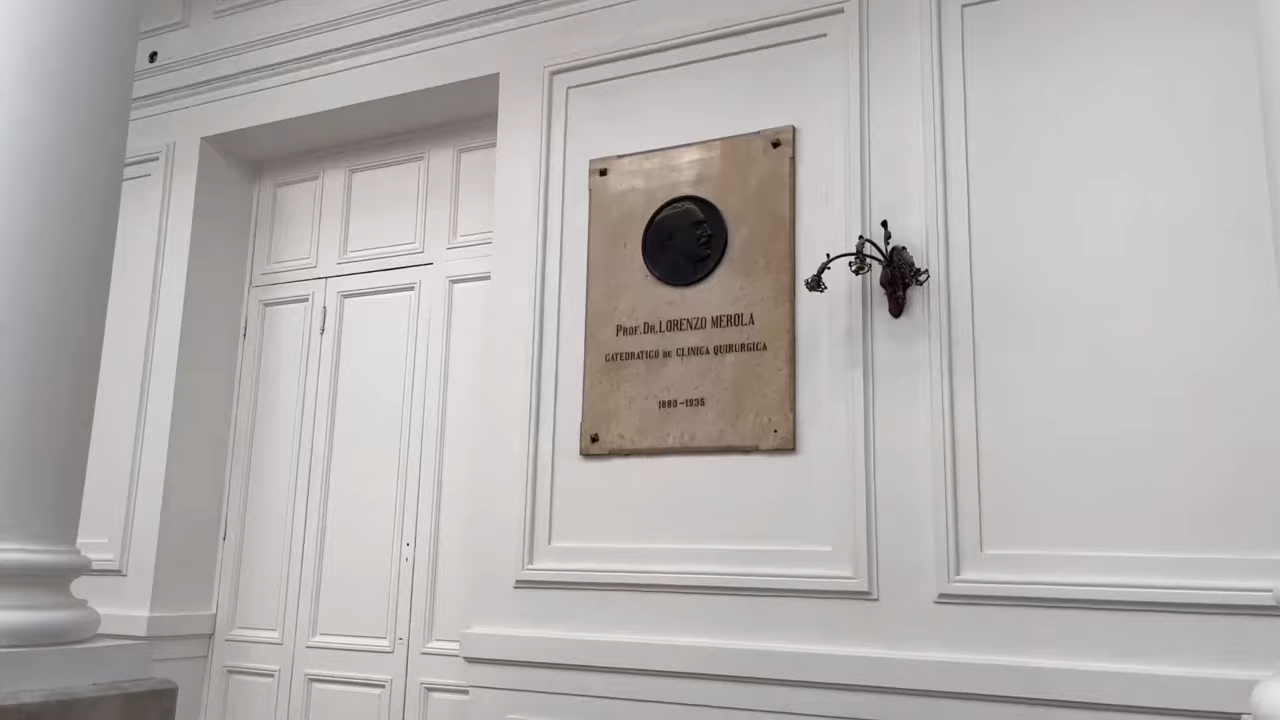 PROF. DR. LORENZO MEROLA
CATEDRATICO DE CLINICA QUIRURGICA
1880-1935